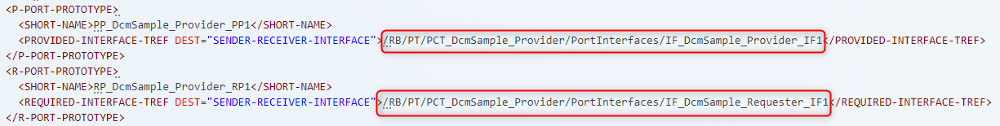 <P-PORT-PROTOTYPE>
<SHORT-NAME>PP_DcmSample_Provider_PP1</SHORT-NAME>
<PROVIDED-INTERFACE-TREF DEST="SENDER-RECEIVER-INTERFACE">/RB/PT/PCT_DcmSample_Provider/PortInterfaces/IF_DcmSample_Provider_IF1</PROVIDED-INTERFACE-TREF>
</P-PORT-PROTOTYPE>
<R-PORT-PROTOTYPE>
<SHORT-NAME>RP_DcmSample_Provider_RP1</SHORT-NAME>
<REQUIRED-INTERFACE-TREF DEST="SENDER-RECEIVER-INTERFACE">/RB/PT/PCT_DcmSample_Provider/PortInterfaces/IF_DcmSample_Requester_IF1</REQUIRED-INTERFACE-TREF>
</R-PORT-PROTOTYPE>